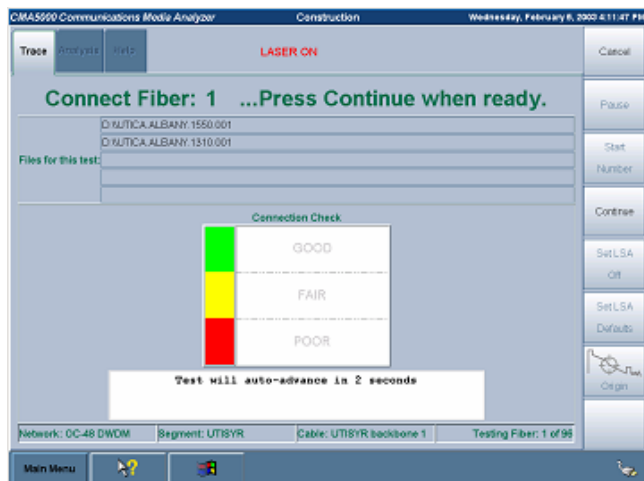 CMA5000 Communications Media Analyzer Construction Wednesday, February 6, 2003 4:11:47 PM
Trace Analysis Help LASER ON Cancel
Connect Fiber: 1 ...Press Continue when ready.
Pause
D:\UTICA.ALBANY.1550.001
D:\UTICA.ALBANY.1310.001
Files for this test:
Start
Number
Connection Check
Continue
GOOD
FAIR
POOR
Set LSA
Off
Set LSA
Defaults
Origin
Test will auto-advance in 2 seconds
Network: OC-48 DWDM Segment: UTISYR Cable: UTISYR backbone 1 Testing Fiber: 1 of 96
Main Menu